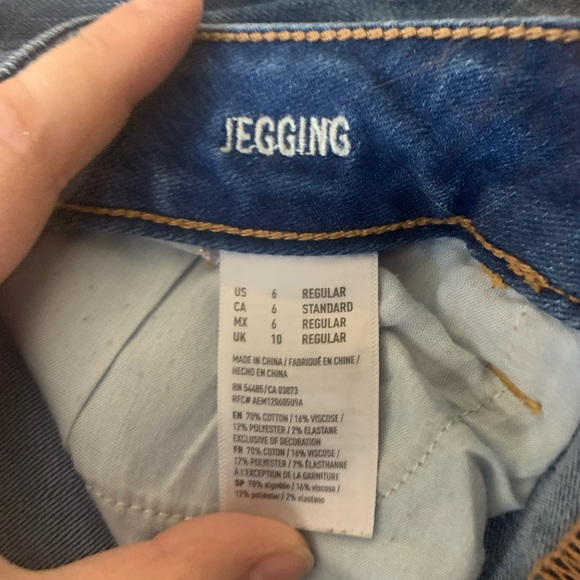 JEGGING
US 6 REGULAR
CA 6 STANDARD
MX 6 REGULAR
UK 10 REGULAR
MADE IN CHINA / FABRIQUÉ EN CHINE /
HECHO EN CHINA
RN 54485/CA 03873
RFC# AEM120605U9A
EN 70% COTTON / 16% VISCOSE /
12% POLYESTER / 2% ELASTANE
EXCLUSIVE OF DECORATION
FR 70% COTON / 16% VISCOSE /
12% POLYESTER / 2% ÉLASTHANNE
À L'EXCEPTION DE LA GARNITURE
SP 70% algodón / 16% viscosa /
12% poliéster / 2% elastano